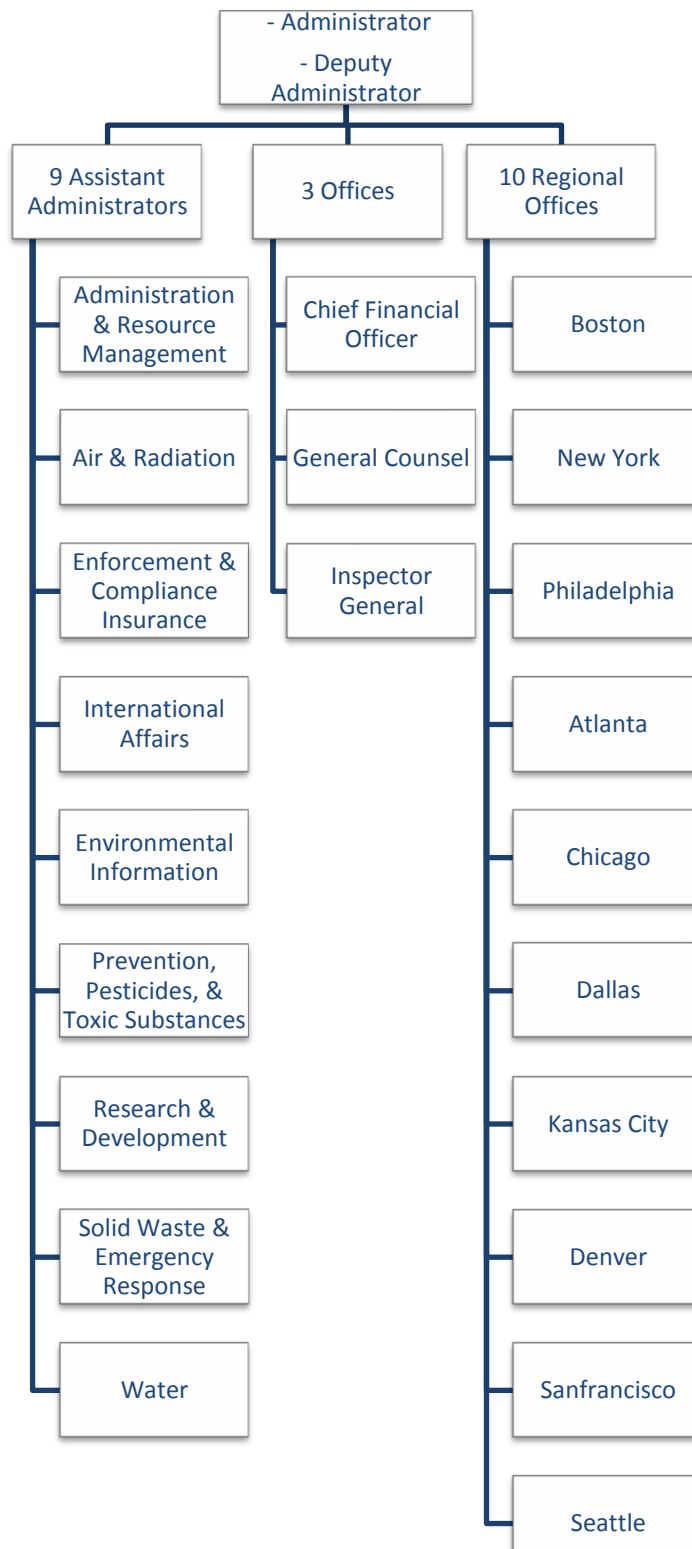 - Administrator
- Deputy
Administrator
9 Assistant
Administrators
3 Offices
10 Regional
Offices
Administration
& Resource
Management
Air & Radiation
Enforcement &
Compliance
Insurance
International
Affairs
Environmental
Information
Prevention,
Pesticides, &
Toxic Substances
Research &
Development
Solid Waste &
Emergency
Response
Water
Chief Financial
Officer
General Counsel
Inspector
General
Boston
New York
Philadelphia
Atlanta
Chicago
Dallas
Kansas City
Denver
Sanfrancisco
Seattle